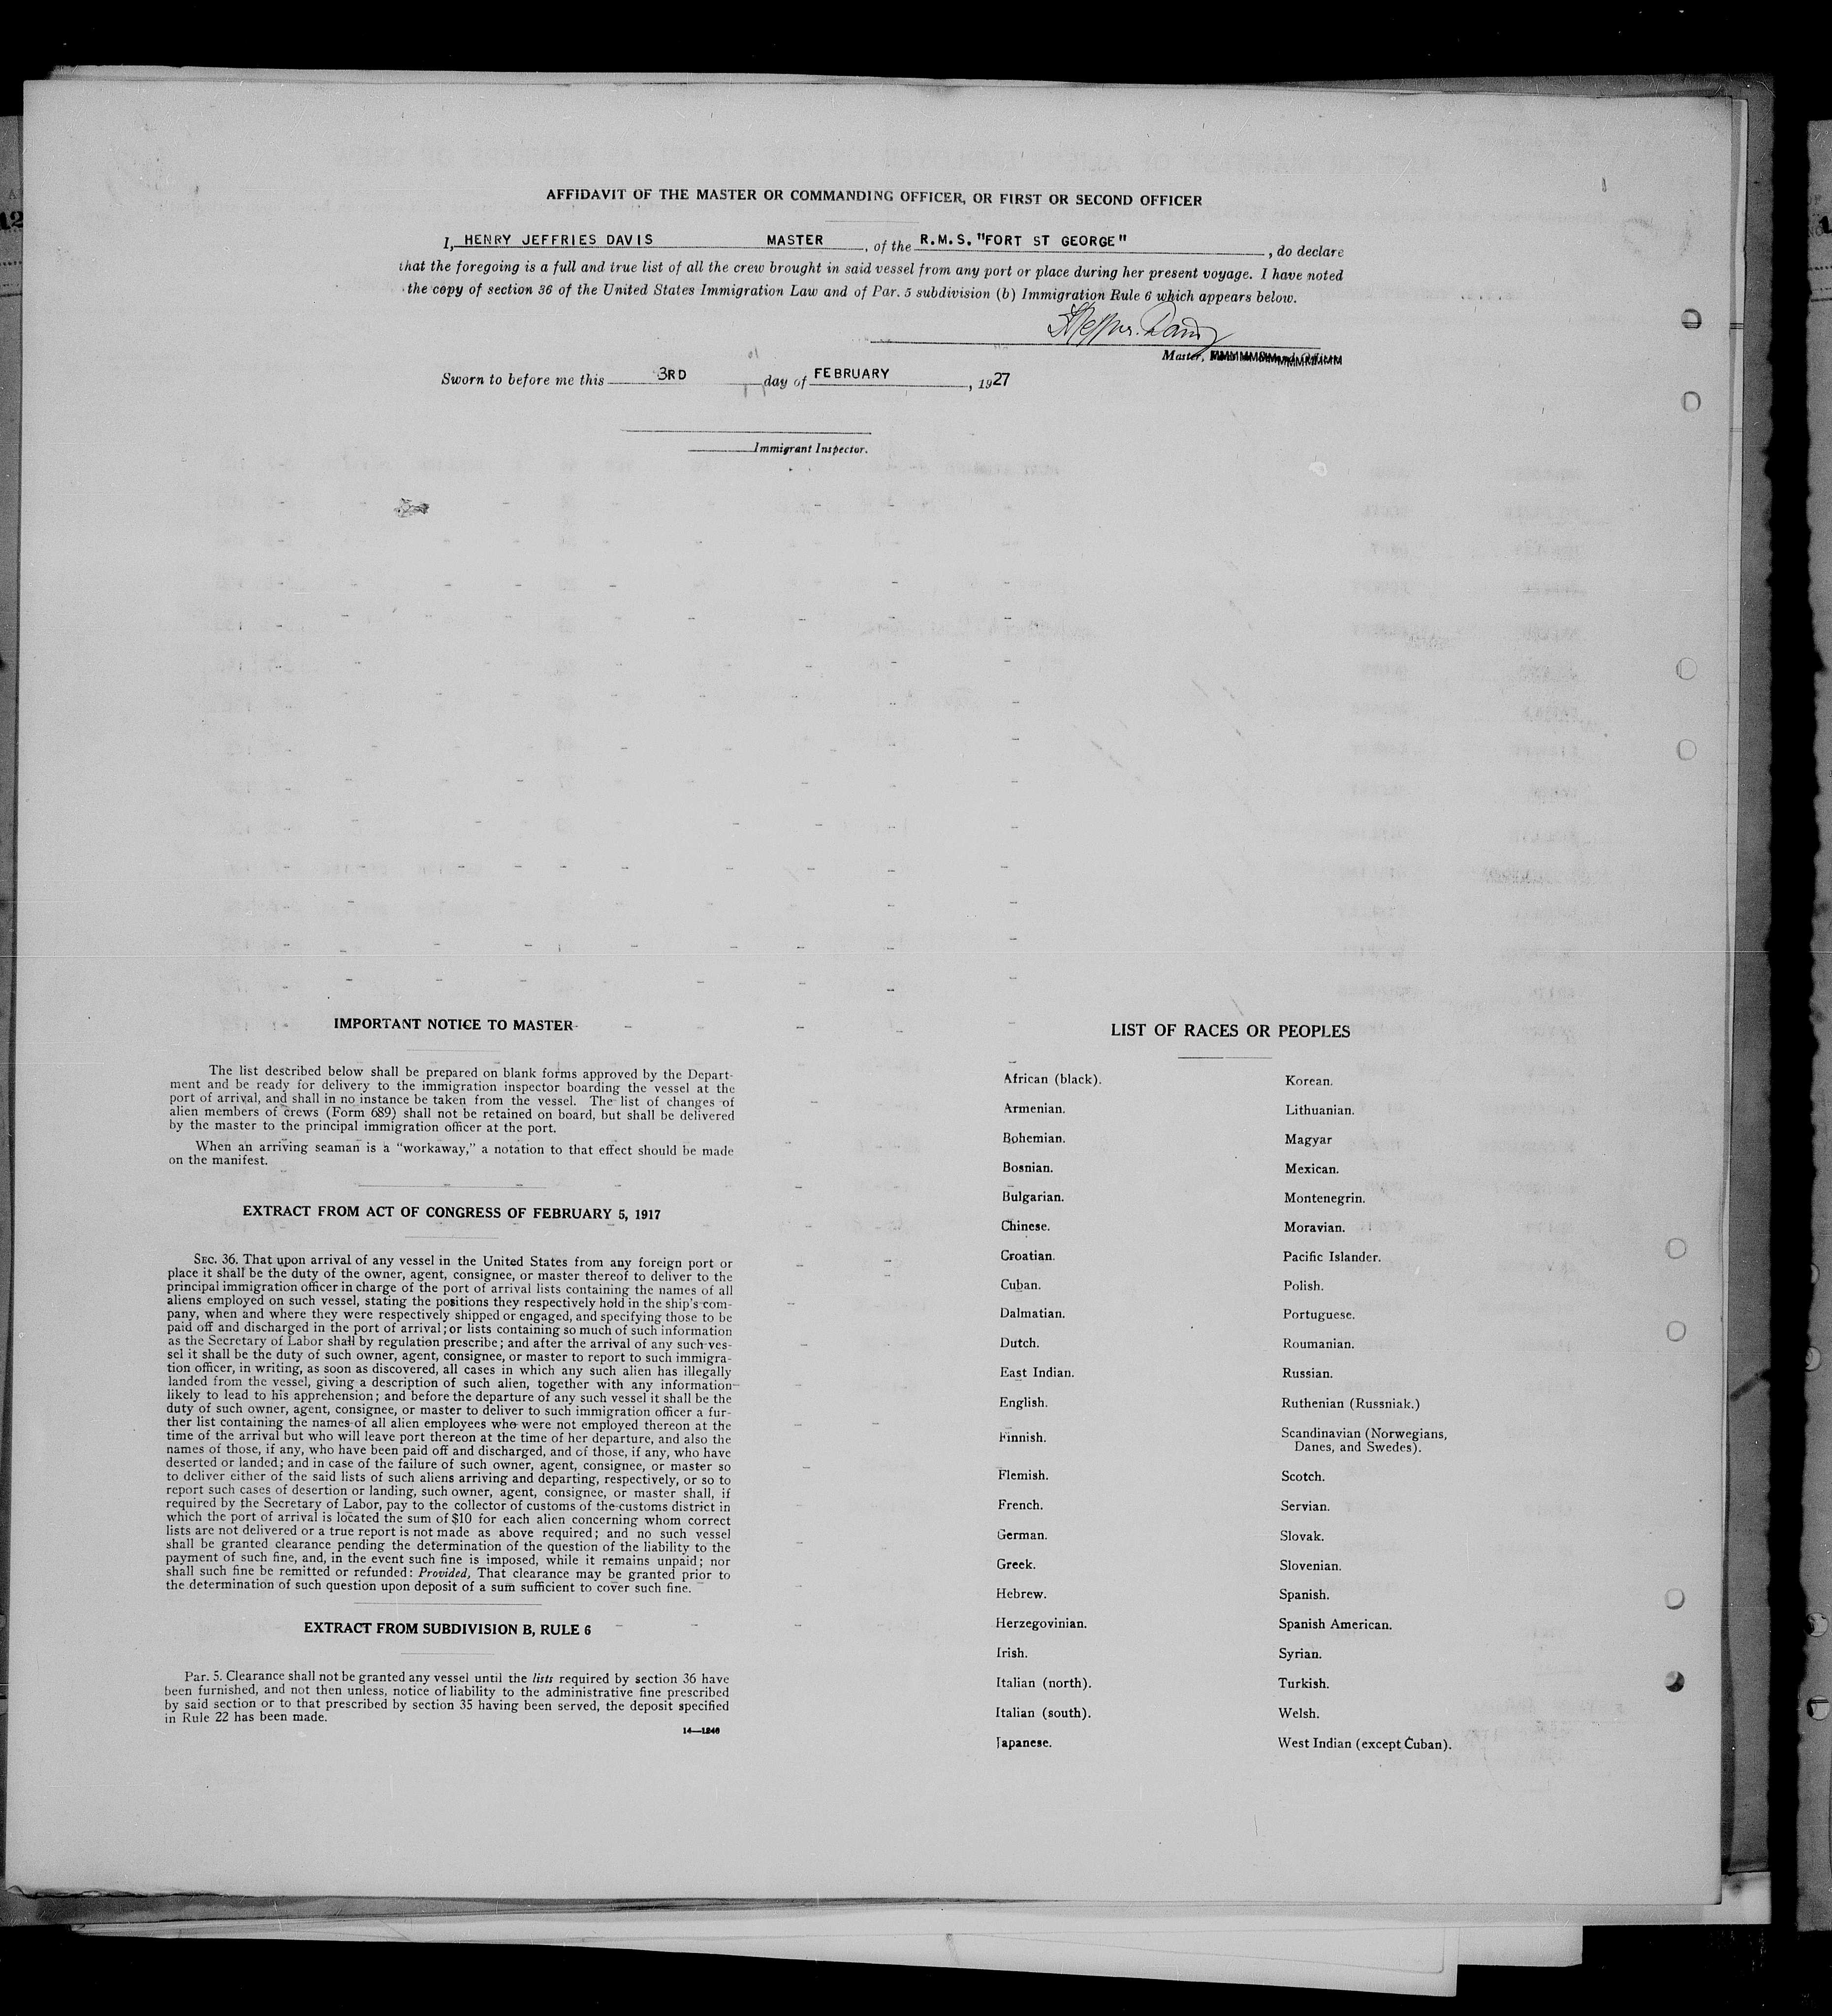 AFFIDAVIT OF THE MASTER OR COMMANDING OFFICER, OR FIRST OR SECOND OFFICER
I, HENRY JEFFRIES DAVIS MASTER, of the R.M.S. "FORT ST GEORGE", do declare
that the foregoing is a full and true list of all the crew brought in said vessel from any port or place during her present voyage. I have noted
the copy of section 36 of the United States Immigration Law and of Par. 5 subdivision (b) Immigration Rule 6 which appears below.
Master,
Sworn to before me this 3RD day of FEBRUARY, 1927
Immigrant Inspector.
IMPORTANT NOTICE TO MASTER
The list described below shall be prepared on blank forms approved by the Depart-
ment and be ready for delivery to the immigration inspector boarding the vessel at the
port of arrival, and shall in no instance be taken from the vessel. The list of changes of
alien members of crews (Form 689) shall not be retained on board, but shall be delivered
by the master to the principal immigration officer at the port.
When an arriving seaman is a "workaway," a notation to that effect should be made
on the manifest.
EXTRACT FROM ACT OF CONGRESS OF FEBRUARY 5, 1917
SEC. 36. That upon arrival of any vessel in the United States from any foreign port or
place it shall be the duty of the owner, agent, consignee, or master thereof to deliver to the
principal immigration officer in charge of the port of arrival lists containing the names of all
aliens employed on such vessel, stating the positions they respectively hold in the ship's com-
pany, when and where they were respectively shipped or engaged, and specifying those to be
paid off and discharged in the port of arrival; or lists containing so much of such information
as the Secretary of Labor shall by regulation prescribe; and after the arrival of any such ves-
sel it shall be the duty of such owner, agent, consignee, or master to report to such immigra-
tion officer, in writing, as soon as discovered, all cases in which any such alien has illegally
landed from the vessel, giving a description of such alien, together with any information
likely to lead to his apprehension; and before the departure of any such vessel it shall be the
duty of such owner, agent, consignee, or master to deliver to such immigration officer a fur-
ther list containing the names of all alien employees who were not employed thereon at the
time of the arrival but who will leave port thereon at the time of her departure, and also the
names of those, if any, who have been paid off and discharged, and of those, if any, who have
deserted or landed; and in case of the failure of such owner, agent, consignee, or master so
to deliver either of the said lists of such aliens arriving and departing, respectively, or so to
report such cases of desertion or landing, such owner, agent, consignee, or master shall, if
required by the Secretary of Labor, pay to the collector of customs of the customs district in
which the port of arrival is located the sum of $10 for each alien concerning whom correct
lists are not delivered or a true report is not made as above required; and no such vessel
shall be granted clearance pending the determination of the question of the liability to the
payment of such fine, and, in the event such fine is imposed, while it remains unpaid; nor
shall such fine be remitted or refunded: Provided, That clearance may be granted prior to
the determination of such question upon deposit of a sum sufficient to cover such fine.
EXTRACT FROM SUBDIVISION B, RULE 6
Par. 5. Clearance shall not be granted any vessel until the lists required by section 36 have
been furnished, and not then unless, notice of liability to the administrative fine prescribed
by said section or to that prescribed by section 35 having been served, the deposit specified
in Rule 22 has been made.
14—1246
LIST OF RACES OR PEOPLES
African (black).
Armenian.
Bohemian.
Bosnian.
Bulgarian.
Chinese.
Croatian.
Cuban.
Dalmatian.
Dutch.
East Indian.
English.
Finnish.
Flemish.
French.
German.
Greek.
Hebrew.
Herzegovinian.
Irish.
Italian (north).
Italian (south).
Japanese.
Korean.
Lithuanian.
Magyar
Mexican.
Montenegrin.
Moravian.
Pacific Islander.
Polish.
Portuguese.
Roumanian.
Russian.
Ruthenian (Russniak.)
Scandinavian (Norwegians,
Danes, and Swedes).
Scotch.
Servian.
Slovak.
Slovenian.
Spanish.
Spanish American.
Syrian.
Turkish.
Welsh.
West Indian (except Cuban).